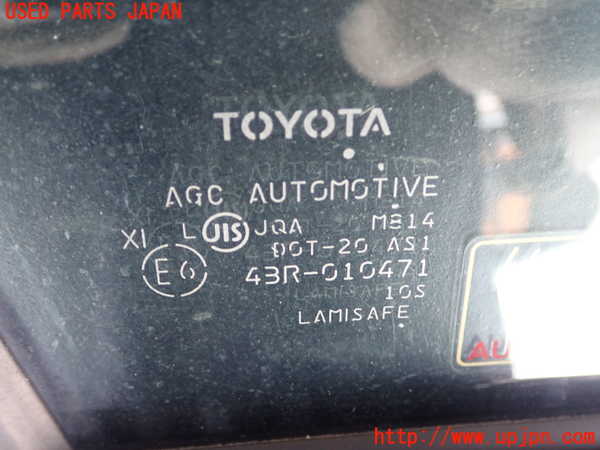 USED PARTS JAPAN
TOYOTA
AGC AUTOMOTIVE
XI L JIS JQA M814
DOT-20 AS1
E6 43R-010471
10S
LAMISAFE
AU
http://www.upjpn.com/